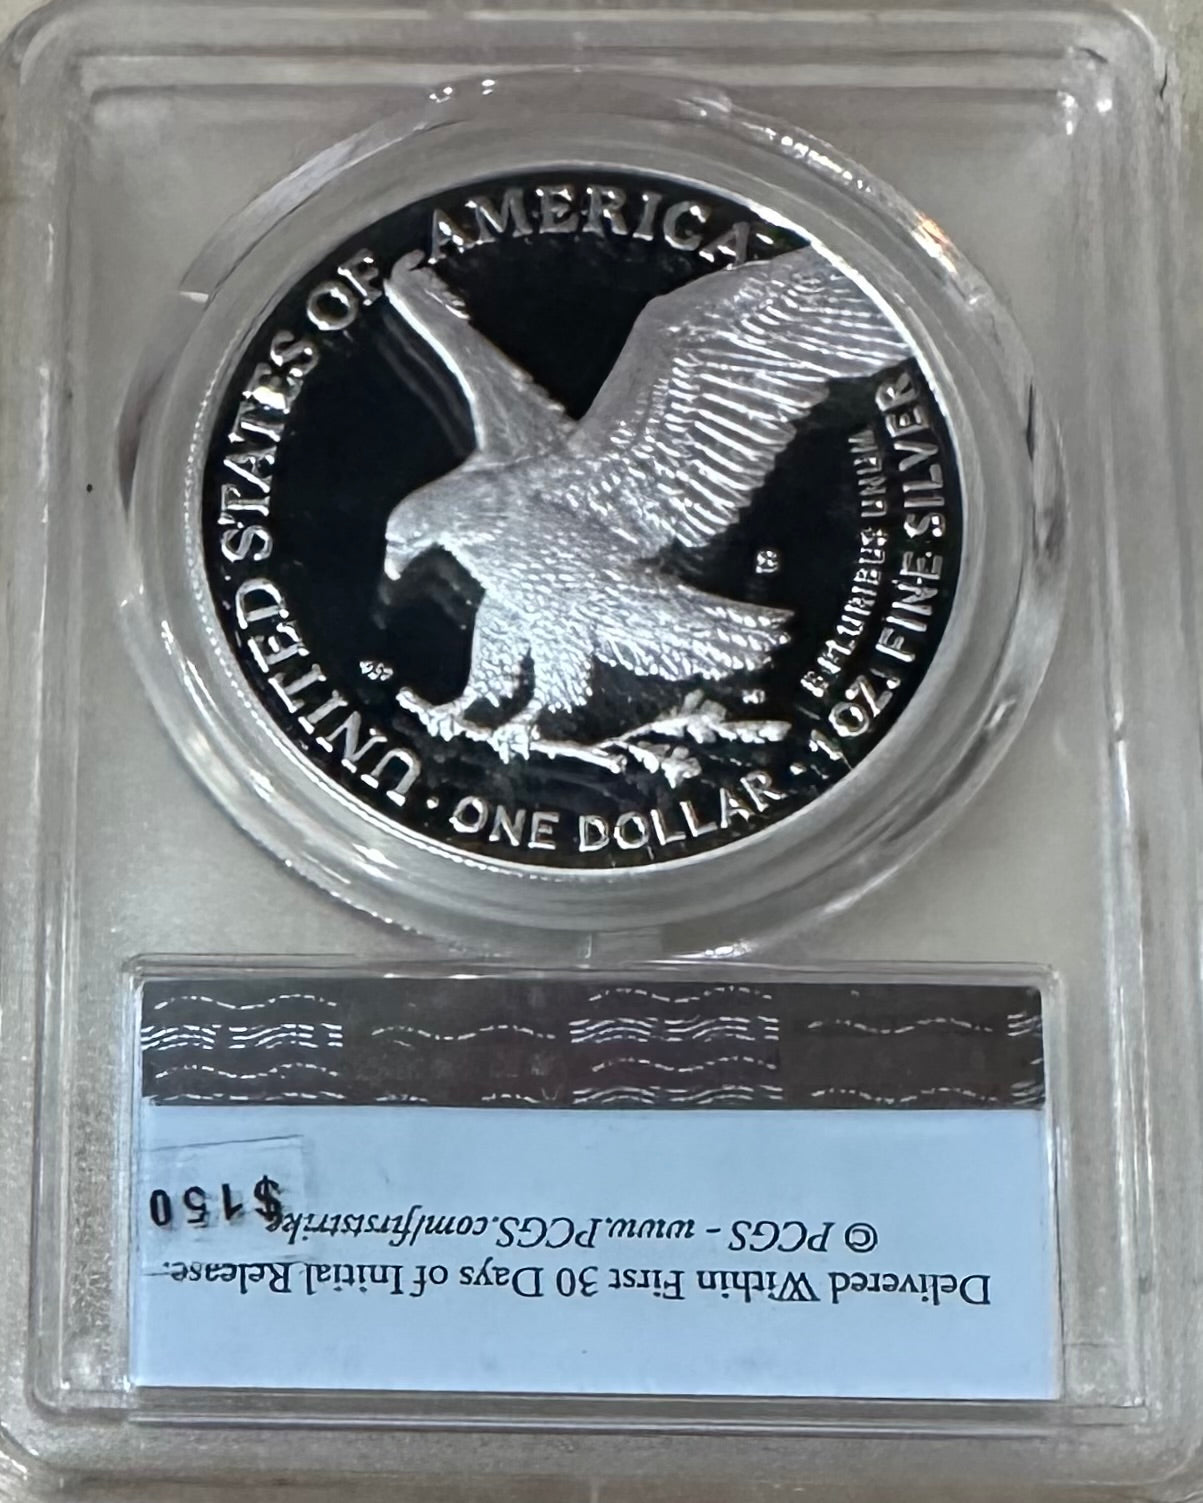 UNITED STATES OF AMERICA
E PLURIBUS UNUM
1 OZ. FINE SILVER
• ONE DOLLAR •
Delivered Within First 30 Days of Initial Release.
© PCGS - www.PCGS.com/firststrike
$150